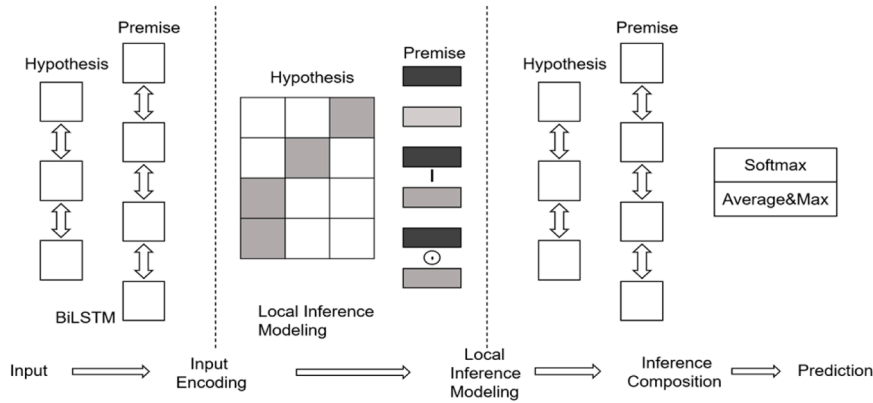 Premise
Hypothesis
BiLSTM
Hypothesis
Premise
Local Inference
Modeling
Premise
Hypothesis
Softmax
Average&Max
Input
Input
Encoding
Local
Inference
Modeling
Inference
Composition
Prediction